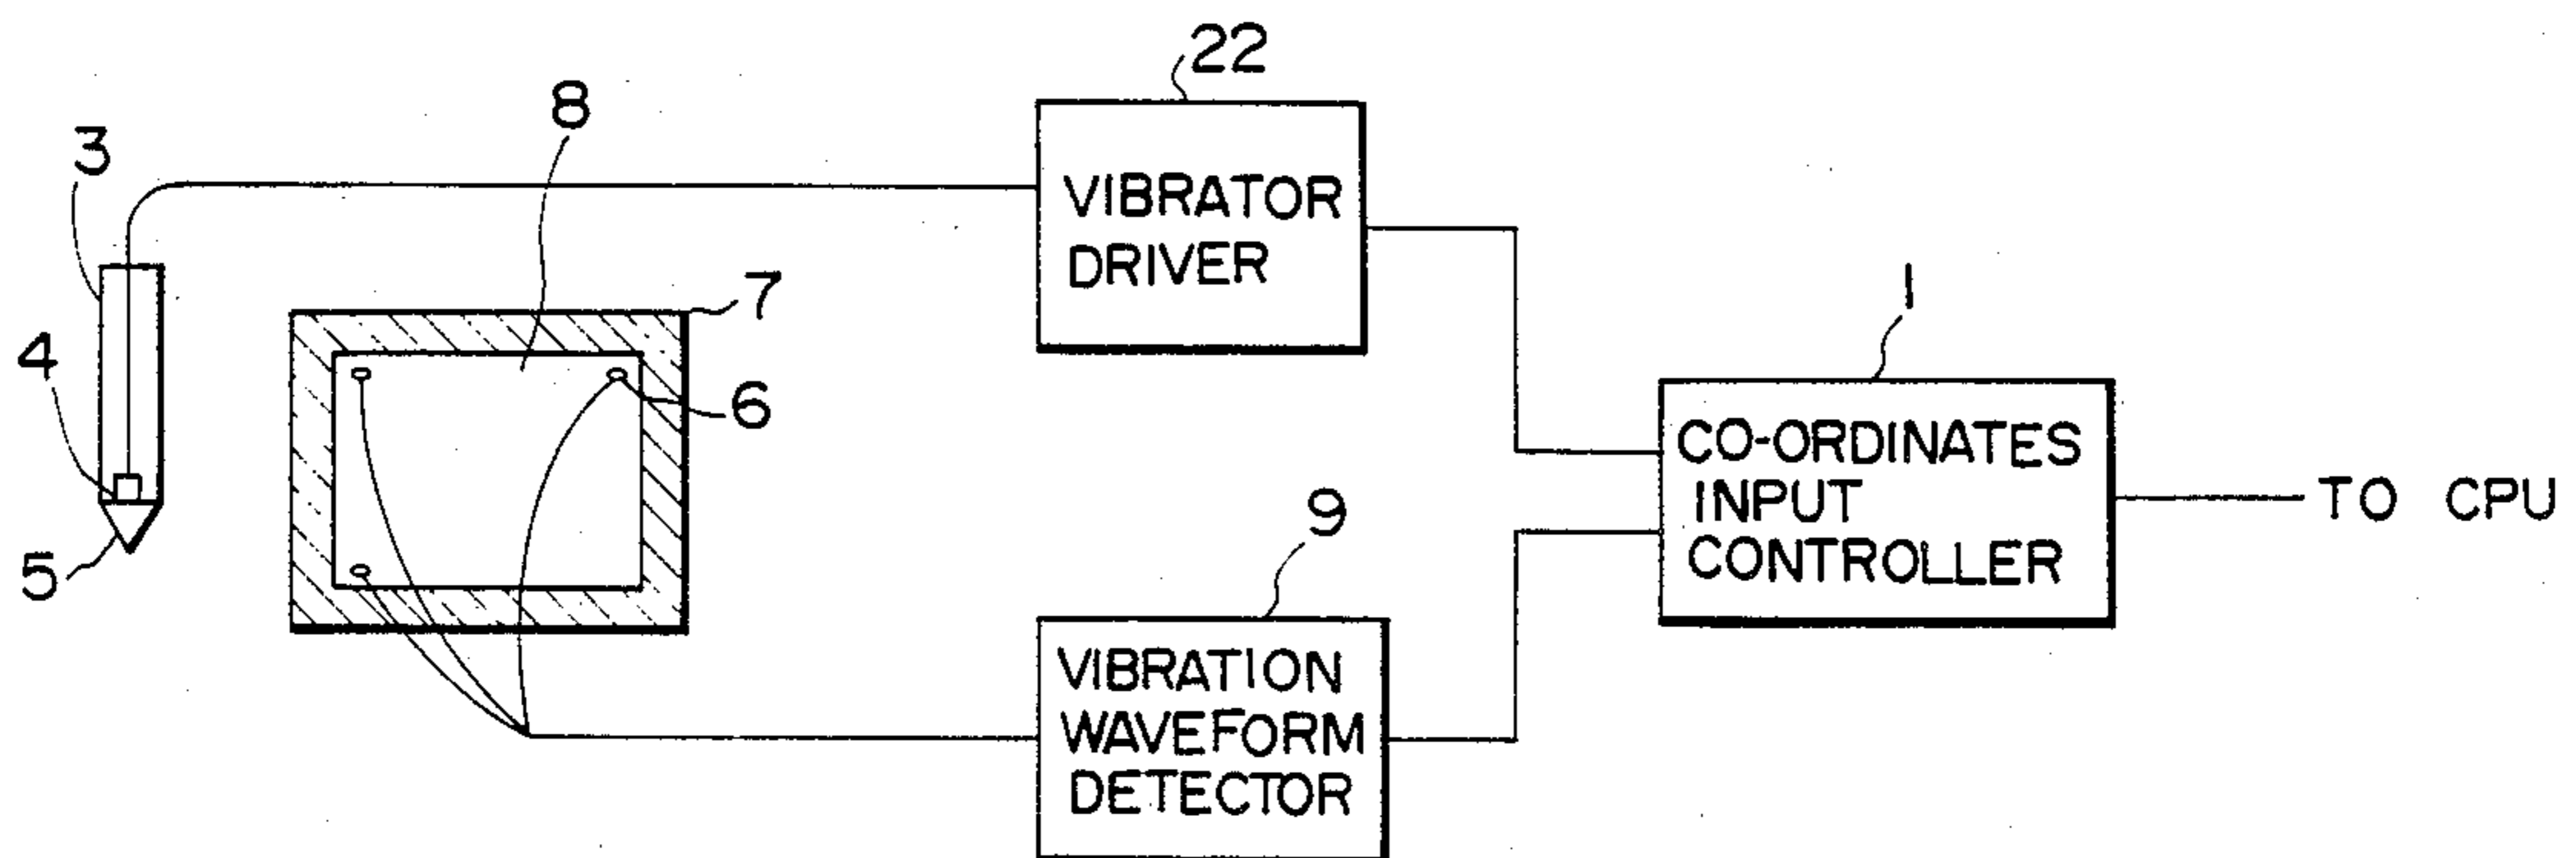 22
8
3
VIBRATOR
DRIVER
7
1
4
6
CO-ORDINATES
INPUT
CONTROLLER
TO CPU
5
9
VIBRATION
WAVEFORM
DETECTOR